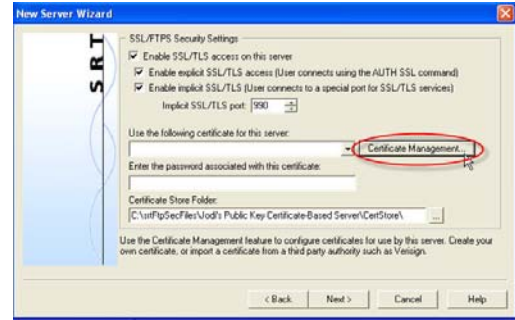 New Server Wizard
SRT
SSL/FTPS Security Settings
Enable SSL/TLS access on this server
Enable explicit SSL/TLS access (User connects using the AUTH SSL command)
Enable implicit SSL/TLS (User connects to a special port for SSL/TLS services)
Implicit SSL/TLS port: 990
Use the following certificate for this server:
Certificate Management...
Enter the password associated with this certificate:
Certificate Store Folder:
C:\srtFtpSecFiles\Jodi's Public Key Certificate-Based Server\CertStore\ ...
Use the Certificate Management feature to configure certificates for use by this server. Create your
own certificate, or import a certificate from a third party authority such as Verisign.
< Back Next > Cancel Help